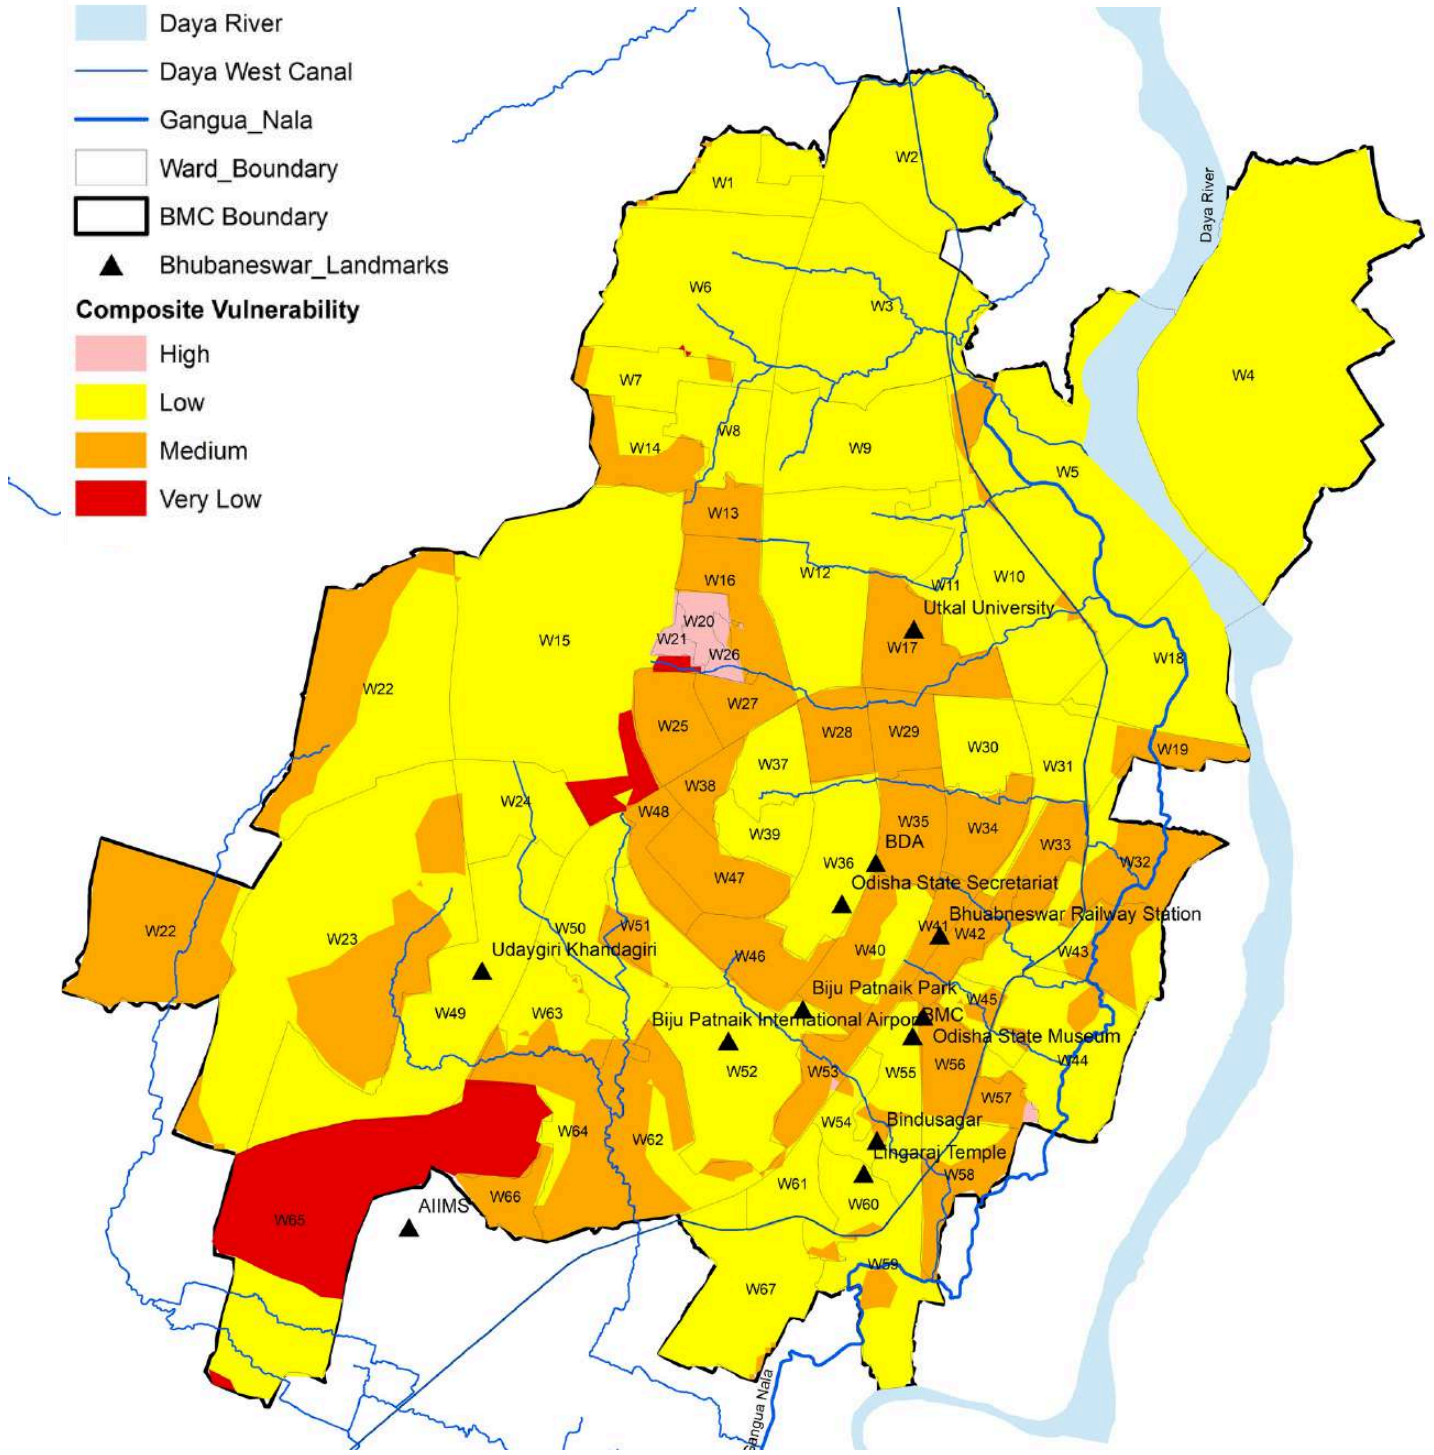 Daya River
Daya West Canal
Gangua_Nala
Ward_Boundary
BMC Boundary
Bhubaneswar_Landmarks
Composite Vulnerability
High
Low
Medium
Very Low
W2
W1
Daya River
W6
W3
W4
W7
W8
W14
W9
W5
W13
W16
W12
W11
W10
Utkal University
W20
W21
W26
W15
W17
W18
W22
W27
W25
W28
W29
W30
W19
W37
W31
W38
W24
W48
W39
W35
W34
W33
BDA
W36
W32
W47
Odisha State Secretariat
Bhuabneswar Railway Station
W22
W23
W50
W51
W41
W42
Udaygiri Khandagiri
W46
W40
W43
Biju Patnaik Park
W45
W49
W63
Biju Patnaik International Airport
BMC
Odisha State Museum
W52
W53
W55
W56
W44
W57
W64
W62
W54
Bindusagar
Lingaraj Temple
W58
W66
W61
W60
AIIMS
W65
W59
W67
Gangua Nala